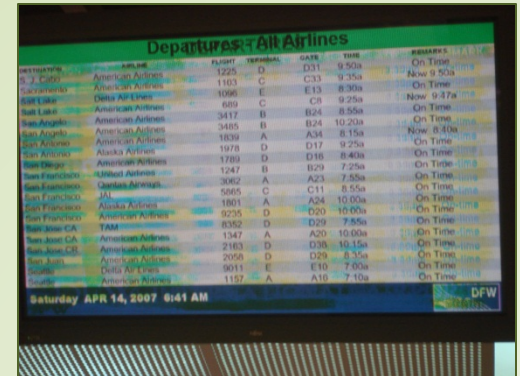 Departures - All Airlines
DESTINATION AIRLINE FLIGHT TERMINAL GATE TIME REMARKS
S. J. Cabo American Airlines 1225 D D31 9:50a On Time
Sacramento American Airlines 1103 C C33 9:35a Now 9:50a
Salt Lake Delta Air Lines 1096 E E13 8:30a On Time
Salt Lake American Airlines 689 C C8 9:25a Now 9:47a
San Angelo American Airlines 3417 B B24 8:55a On Time
San Angelo American Airlines 3485 B B24 10:20a On Time
San Antonio American Airlines 1839 A A34 8:15a Now 8:40a
San Antonio Alaska Airlines 1978 D D17 9:25a On Time
San Diego American Airlines 1789 D D18 8:40a On Time
San Francisco United Airlines 1247 B B29 7:25a On Time
San Francisco Qantas Airways 3062 A A23 7:55a On Time
San Francisco JAL 5865 C C11 8:55a On Time
San Francisco Alaska Airlines 1801 A A24 10:00a On Time
San Francisco American Airlines 9235 D D20 10:00a On Time
San Jose CA TAM 8352 D D29 7:55a On Time
San Jose CA American Airlines 1347 A A20 10:00a On Time
San Jose CR American Airlines 2163 D D38 10:15a On Time
San Juan American Airlines 2058 D D29 8:35a On Time
Seattle Delta Air Lines 9011 E E10 7:00a On Time
Seattle American Airlines 1157 A A16 7:10a On Time
Saturday APR 14, 2007 6:41 AM DFW